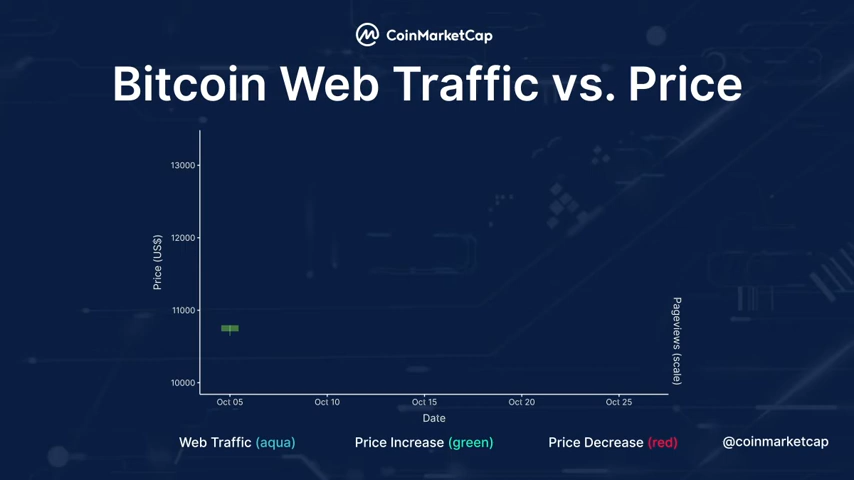 CoinMarketCap
Bitcoin Web Traffic vs. Price
13000
12000
11000
10000
Price (US$)
Pageviews (scale)
Oct 05
Oct 10
Oct 15
Oct 20
Oct 25
Date
Web Traffic (aqua)
Price Increase (green)
Price Decrease (red)
@coinmarketcap